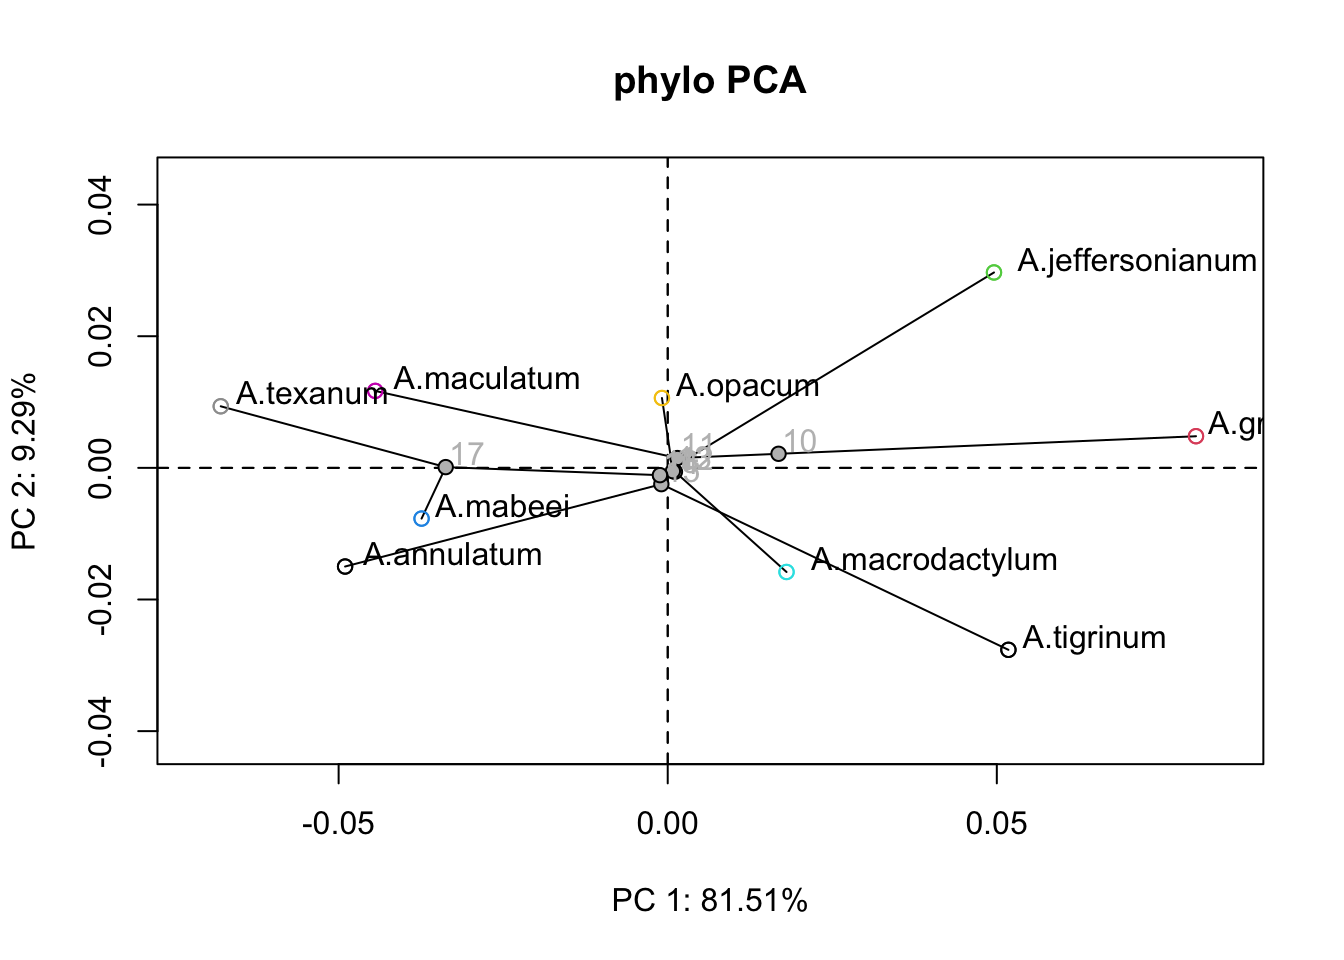 phylo PCA
0.04
0.02
0.00
-0.02
-0.04
PC 2: 9.29%
A.jeffersonianum
A.maculatum
A.opacum
A.texanum
A.gr
10
11
17
A.mabeei
A.annulatum
A.macrodactylum
A.tigrinum
-0.05
0.00
0.05
PC 1: 81.51%